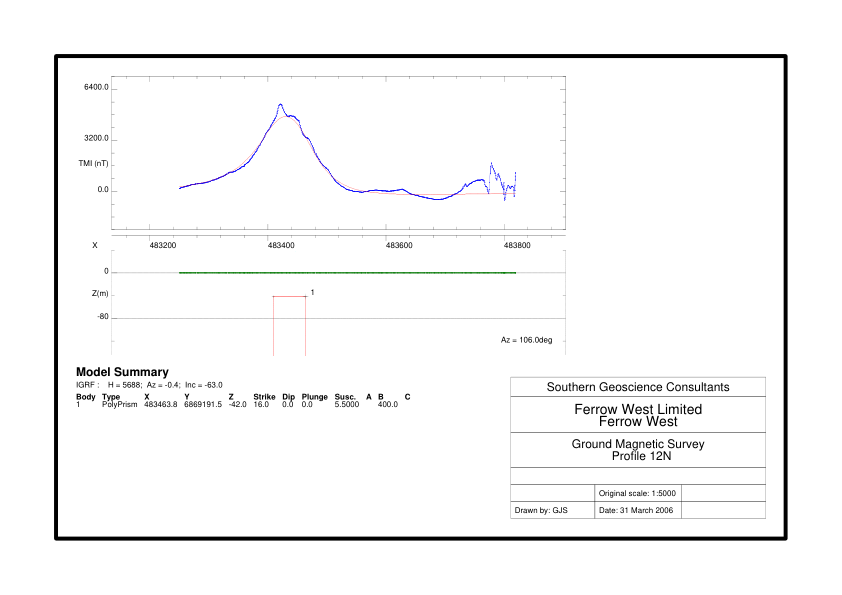 6400.0
3200.0
TMI (nT)
0.0
X 483200 483400 483600 483800
0
Z(m) 1
-80
Az = 106.0deg
Model Summary
IGRF : H = 5688; Az = -0.4; Inc = -63.0
Body Type X Y Z Strike Dip Plunge Susc. A B C
1 PolyPrism 483463.8 6869191.5 -42.0 16.0 0.0 0.0 5.5000 400.0
Southern Geoscience Consultants
Ferrow West Limited
Ferrow West
Ground Magnetic Survey
Profile 12N
Original scale: 1:5000
Drawn by: GJS Date: 31 March 2006